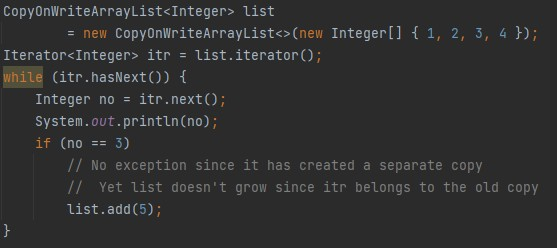 CopyOnWriteArrayList<Integer> list
        = new CopyOnWriteArrayList<>(new Integer[] { 1, 2, 3, 4 });
Iterator<Integer> itr = list.iterator();
while (itr.hasNext()) {
    Integer no = itr.next();
    System.out.println(no);
    if (no == 3)
        // No exception since it has created a separate copy
        //  Yet list doesn't grow since itr belongs to the old copy
        list.add(5);
}